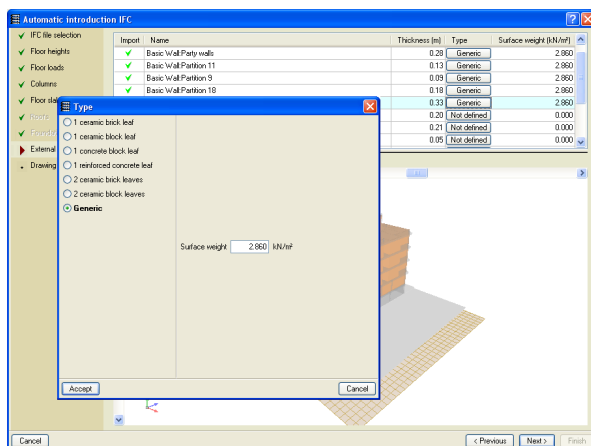 Automatic introduction IFC
IFC file selection
Floor heights
Floor loads
Columns
Floor sla
Roofs
Founda
External
Drawing
Import Name Thickness (m) Type Surface weight (kN/m²)
Basic Wall:Party walls 0.28 Generic 2.860
Basic Wall:Partition 11 0.13 Generic 2.860
Basic Wall:Partition 9 0.09 Generic 2.860
Basic Wall:Partition 18 0.18 Generic 2.860
0.33 Generic 2.860
0.20 Not defined 0.000
0.21 Not defined 0.000
0.05 Not defined 0.000
Type
1 ceramic brick leaf
1 ceramic block leaf
1 concrete block leaf
1 reinforced concrete leaf
2 ceramic brick leaves
2 ceramic block leaves
Generic
Surface weight 2.860 kN/m²
Accept Cancel
Cancel < Previous Next > Finish